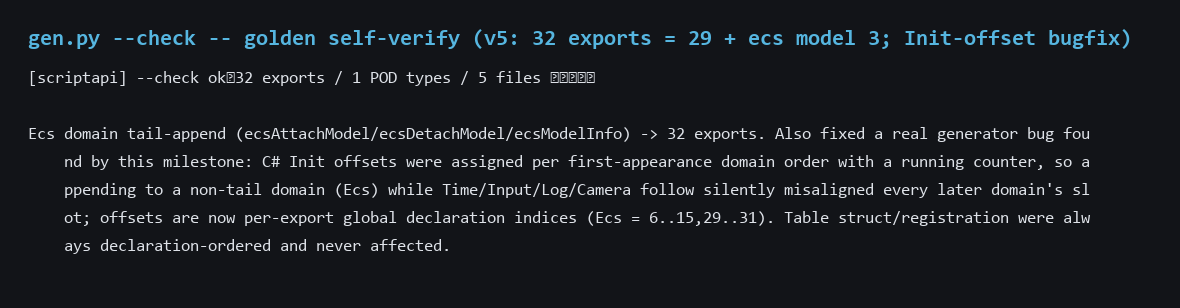 gen.py --check -- golden self-verify (v5: 32 exports = 29 + ecs model 3; Init-offset bugfix)
[scriptapi] --check ok 32 exports / 1 POD types / 5 files
Ecs domain tail-append (ecsAttachModel/ecsDetachModel/ecsModelInfo) -> 32 exports. Also fixed a real generator bug fou
nd by this milestone: C# Init offsets were assigned per first-appearance domain order with a running counter, so a
ppending to a non-tail domain (Ecs) while Time/Input/Log/Camera follow silently misaligned every later domain's sl
ot; offsets are now per-export global declaration indices (Ecs = 6..15,29..31). Table struct/registration were alw
ays declaration-ordered and never affected.